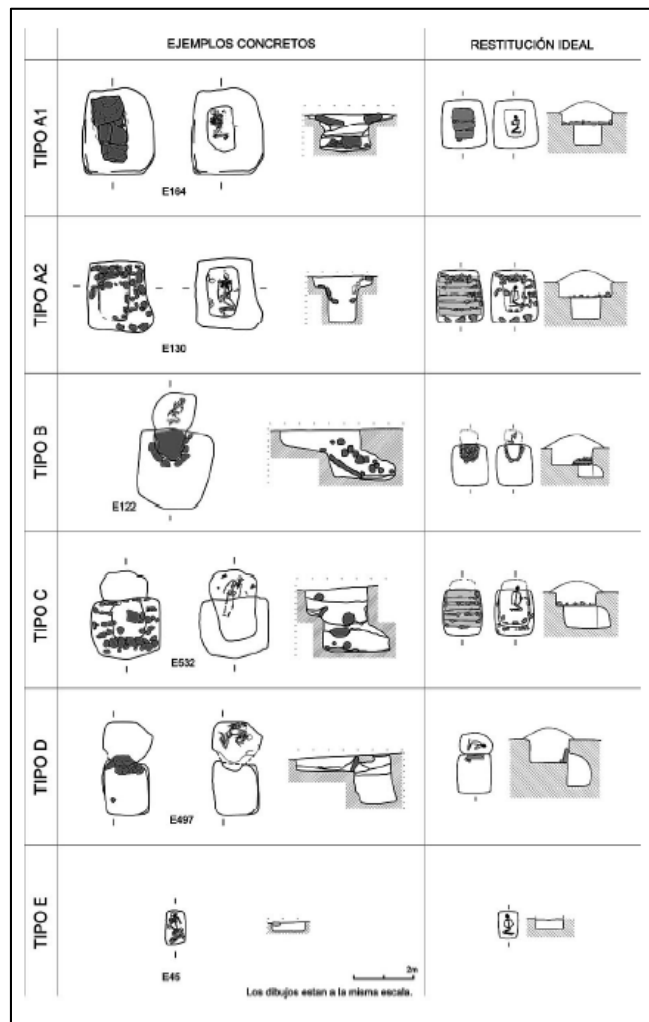 EJEMPLOS CONCRETOS
RESTITUCIÓN IDEAL
TIPO A1
E164
TIPO A2
E130
TIPO B
E122
TIPO C
E532
TIPO D
E497
TIPO E
E45
2m
Los dibujos estan a la misma escala.